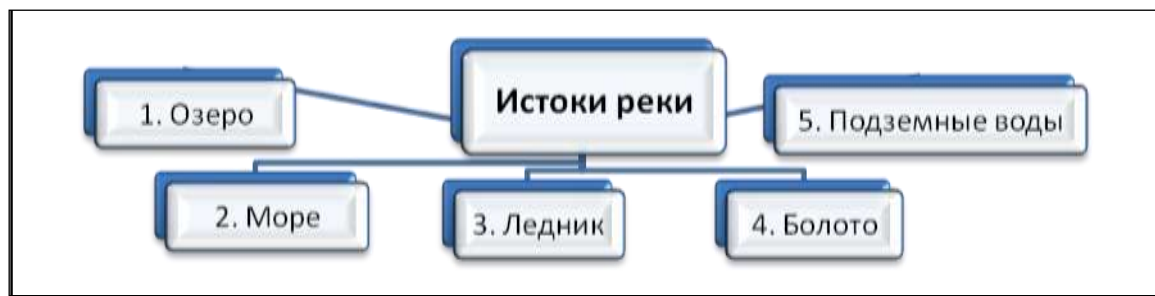 Истоки реки
1. Озеро
5. Подземные воды
2. Море
3. Ледник
4. Болото